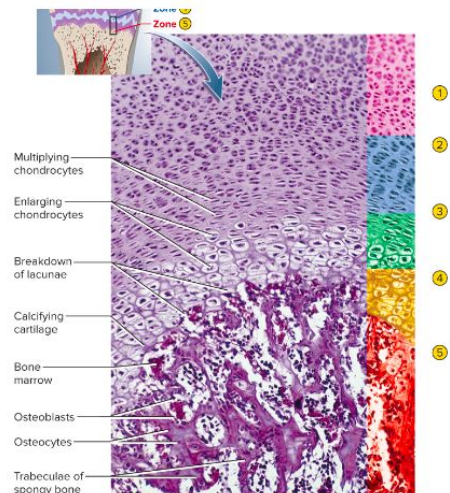 Zone
Zone 5
1
Multiplying
chondrocytes
2
Enlarging
chondrocytes
3
Breakdown
of lacunae
4
Calcifying
cartilage
5
Bone
marrow
Osteoblasts
Osteocytes
Trabeculae of
spongy bone